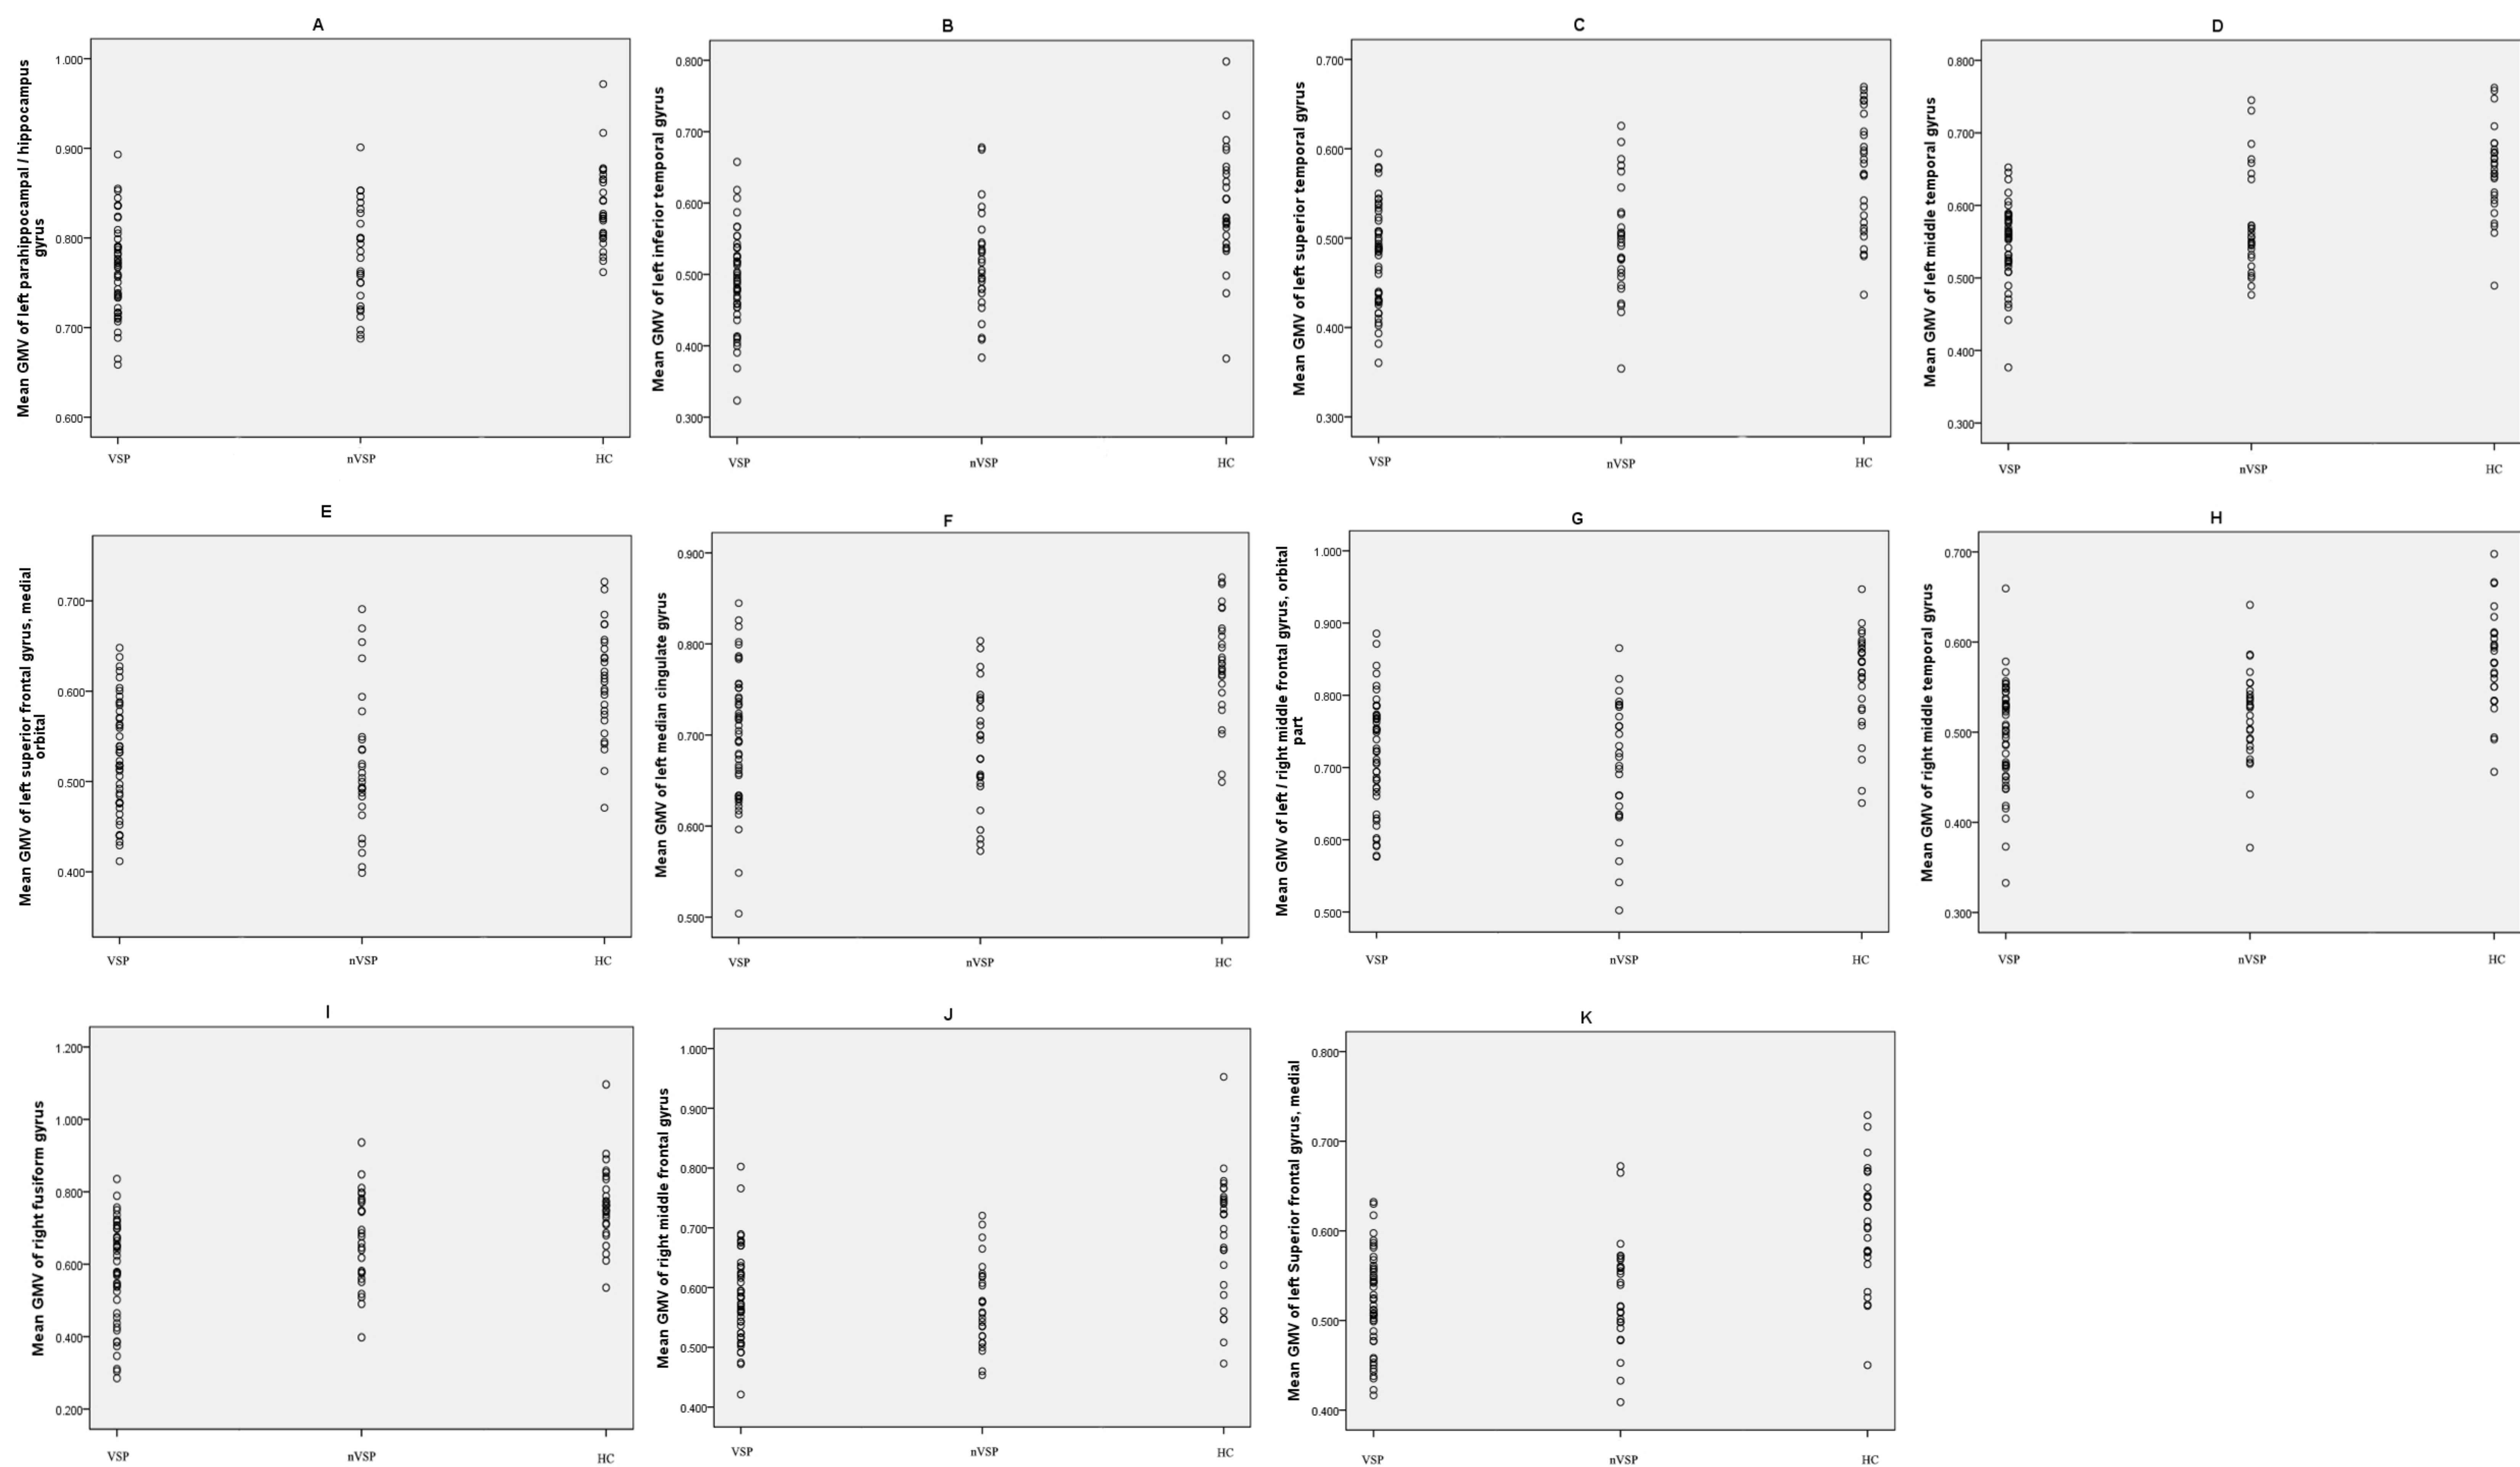 A
Mean GMV of left parahippocampal / hippocampus
gyrus
1.000
0.900
0.800
0.700
0.600
VSP
nVSP
HC
B
Mean GMV of left inferior temporal gyrus
0.800
0.700
0.600
0.500
0.400
0.300
VSP
nVSP
HC
C
Mean GMV of left superior temporal gyrus
0.700
0.600
0.500
0.400
0.300
VSP
nVSP
HC
D
Mean GMV of left middle temporal gyrus
0.800
0.700
0.600
0.500
0.400
0.300
VSP
nVSP
HC
E
Mean GMV of left superior frontal gyrus, medial
orbital
0.700
0.600
0.500
0.400
VSP
nVSP
HC
F
Mean GMV of left median cingulate gyrus
0.900
0.800
0.700
0.600
0.500
VSP
nVSP
HC
G
Mean GMV of left / right middle frontal gyrus, orbital
part
1.000
0.900
0.800
0.700
0.600
0.500
VSP
nVSP
HC
H
Mean GMV of right middle temporal gyrus
0.700
0.600
0.500
0.400
0.300
VSP
nVSP
HC
I
Mean GMV of right fusiform gyrus
1.200
1.000
0.800
0.600
0.400
0.200
VSP
nVSP
HC
J
Mean GMV of right middle frontal gyrus
1.000
0.900
0.800
0.700
0.600
0.500
0.400
VSP
nVSP
HC
K
Mean GMV of left Superior frontal gyrus, medial
0.800
0.700
0.600
0.500
0.400
VSP
nVSP
HC